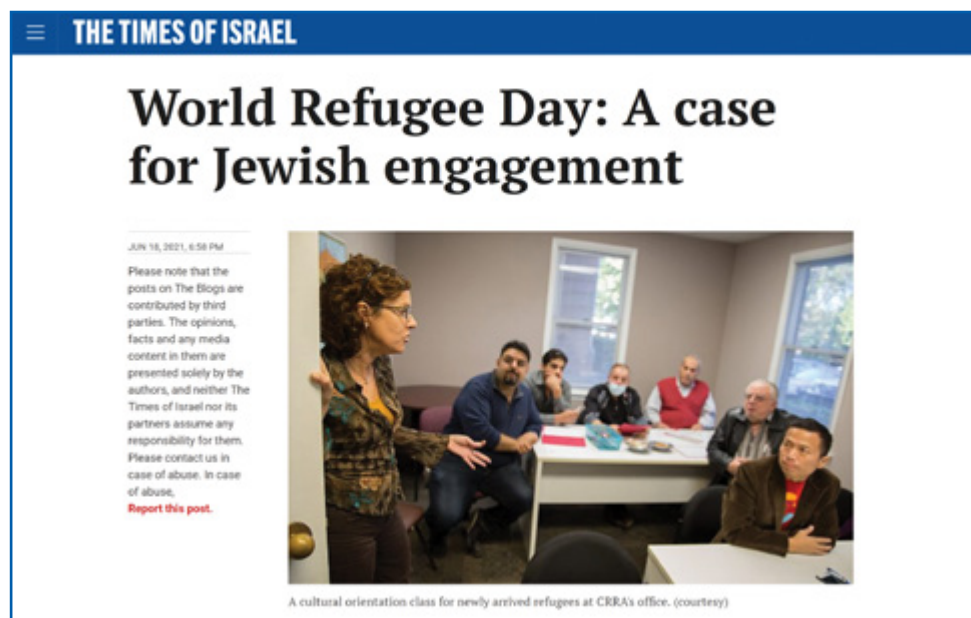 THE TIMES OF ISRAEL
World Refugee Day: A case
for Jewish engagement
JUN 18, 2021, 6:58 PM
Please note that the
posts on The Blogs are
contributed by third
parties. The opinions,
facts and any media
content in them are
presented solely by the
authors, and neither The
Times of Israel nor its
partners assume any
responsibility for them.
Please contact us in
case of abuse. In case
of abuse,
Report this post.
A cultural orientation class for newly arrived refugees at CRRA's office. (courtesy)